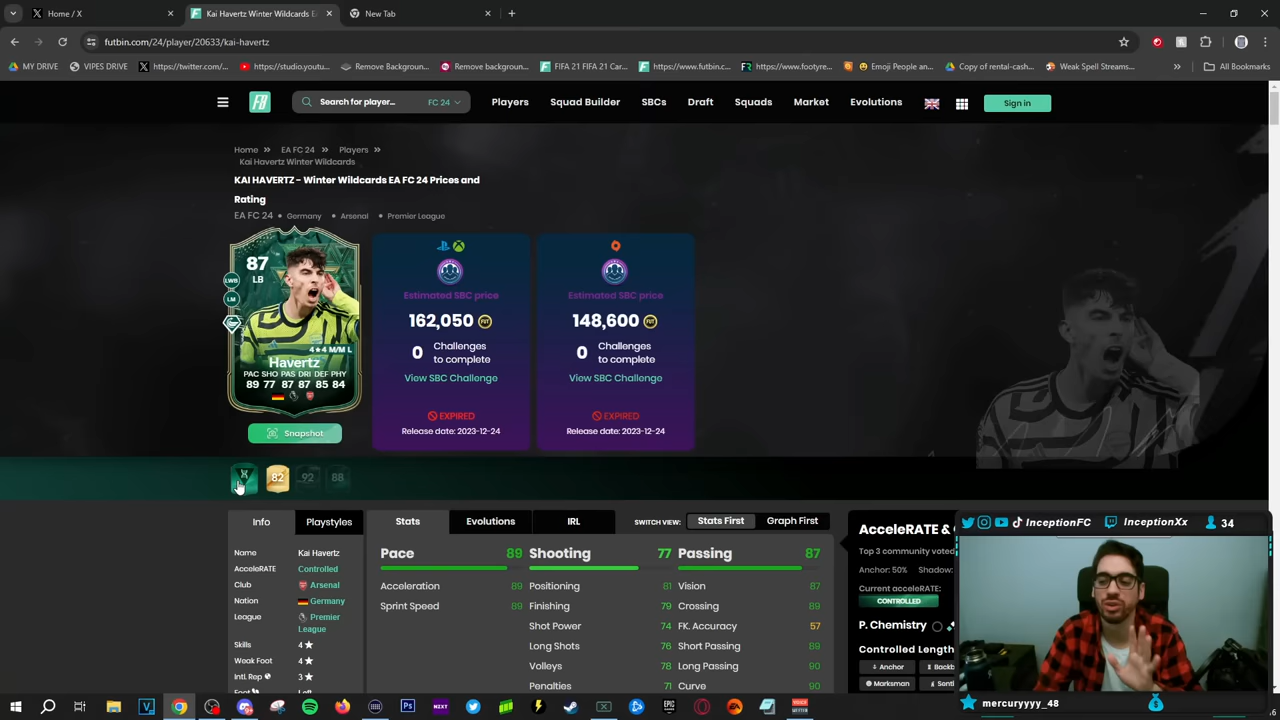 Home / X
Kai Havertz Winter Wildcards E
New Tab
futbin.com/24/player/20633/kai-havertz
MY DRIVE
VIPES DRIVE
https://twitter.com/...
https://studio.youtu...
Remove Backgroun...
Remove backgroun...
FIFA 21 FIFA 21 Car...
https://www.futbin.c...
https://www.footyre...
Emoji People an...
Copy of rental-cash...
Weak Spell Streams...
All Bookmarks
Search for player...
FC 24
Players
Squad Builder
SBCs
Draft
Squads
Market
Evolutions
Sign in
Home
EA FC 24
Players
Kai Havertz Winter Wildcards
KAI HAVERTZ - Winter Wildcards EA FC 24 Prices and
Rating
EA FC 24 • Germany • Arsenal • Premier League
87
LB
LWB
LM
4★4 M/M L
Havertz
PAC SHO PAS DRI DEF PHY
89 77 87 87 85 84
Snapshot
Estimated SBC price
162,050
0 Challenges
to complete
View SBC Challenge
EXPIRED
Release date: 2023-12-24
Estimated SBC price
148,600
0 Challenges
to complete
View SBC Challenge
EXPIRED
Release date: 2023-12-24
82
92
88
Info
Playstyles
Name Kai Havertz
AcceleRATE Controlled
Club Arsenal
Nation Germany
League Premier
League
Skills 4★
Weak Foot 4★
Intl. Rep 3★
Foot Left
Stats
Evolutions
IRL
SWITCH VIEW:
Stats First
Graph First
Pace 89
Acceleration 89
Sprint Speed 89
Shooting 77
Positioning 81
Finishing 79
Shot Power 74
Long Shots 76
Volleys 78
Penalties 71
Passing 87
Vision 87
Crossing 89
FK. Accuracy 57
Short Passing 89
Long Passing 90
Curve 90
AcceleRATE &
Top 3 community voted
Anchor: 50% Shadow:
Current acceleRATE:
CONTROLLED
P. Chemistry
Controlled Length
Anchor
Marksman
InceptionFC
InceptionXx
34
mercuryyyy_48